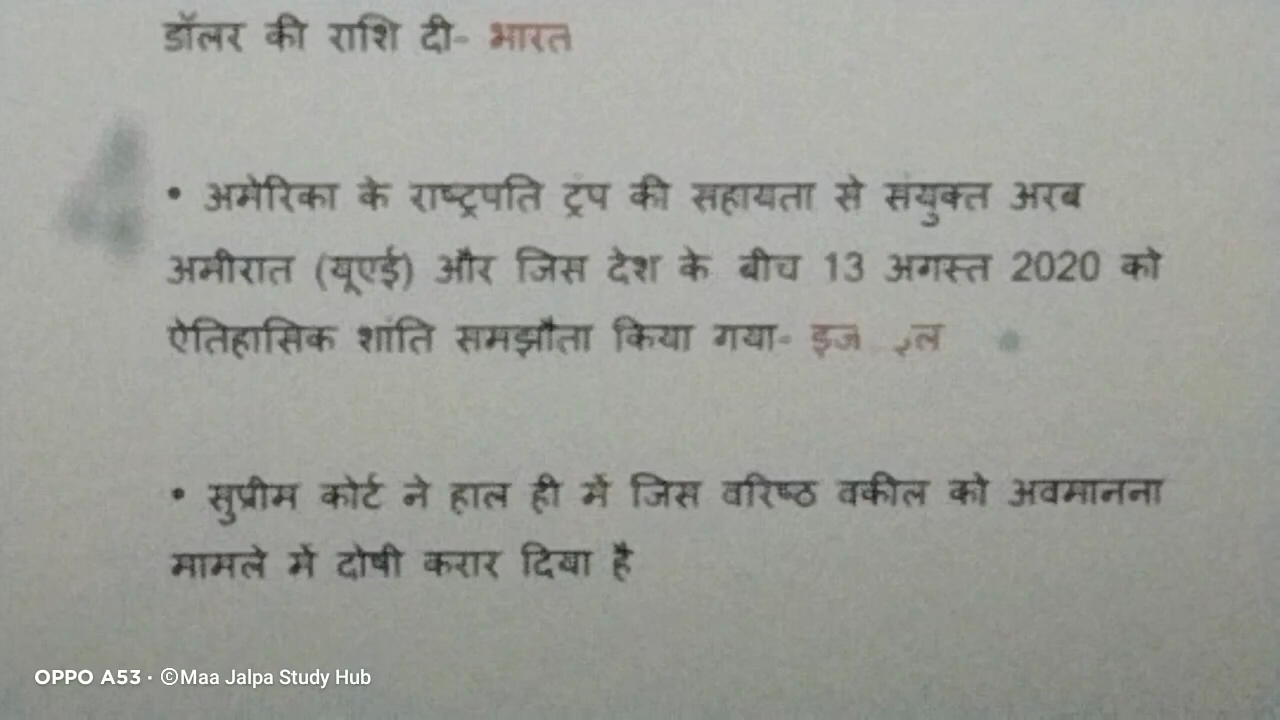 डॉलर की राशि दी- भारत
• अमेरिका के राष्ट्रपति ट्रंप की सहायता से संयुक्त अरब
अमीरात (यूएई) और जिस देश के बीच 13 अगस्त 2020 को
ऐतिहासिक शांति समझौता किया गया-
• सुप्रीम कोर्ट ने हाल ही में जिस वरिष्ठ वकील को अवमानना
मामले में दोषी करार दिया है
OPPO A53 · ©Maa Jalpa Study Hub